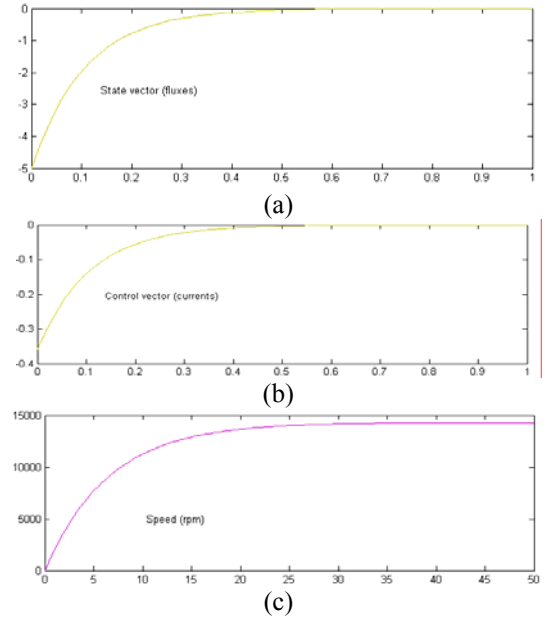 0
-1
-2
-3
-4
-5
State vector (fluxes)
0 0.1 0.2 0.3 0.4 0.5 0.6 0.7 0.8 0.9 1
(a)
0
-0.1
-0.2
-0.3
-0.4
Control vector (currents)
0 0.1 0.2 0.3 0.4 0.5 0.6 0.7 0.8 0.9 1
(b)
15000
10000
5000
0
Speed (rpm)
0 5 10 15 20 25 30 35 40 45 50
(c)